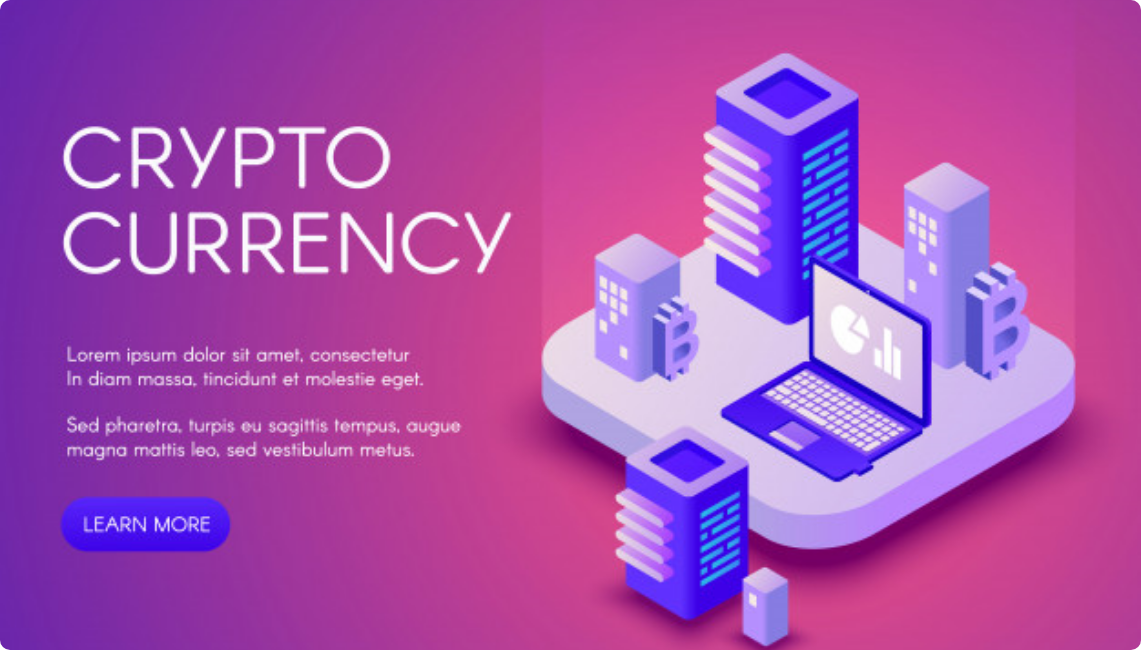 CRYPTO
CURRENCY
Lorem ipsum dolor sit amet, consectetur
In diam massa, tincidunt et molestie eget.
Sed pharetra, turpis eu sagittis tempus, augue
magna mattis leo, sed vestibulum metus.
LEARN MORE